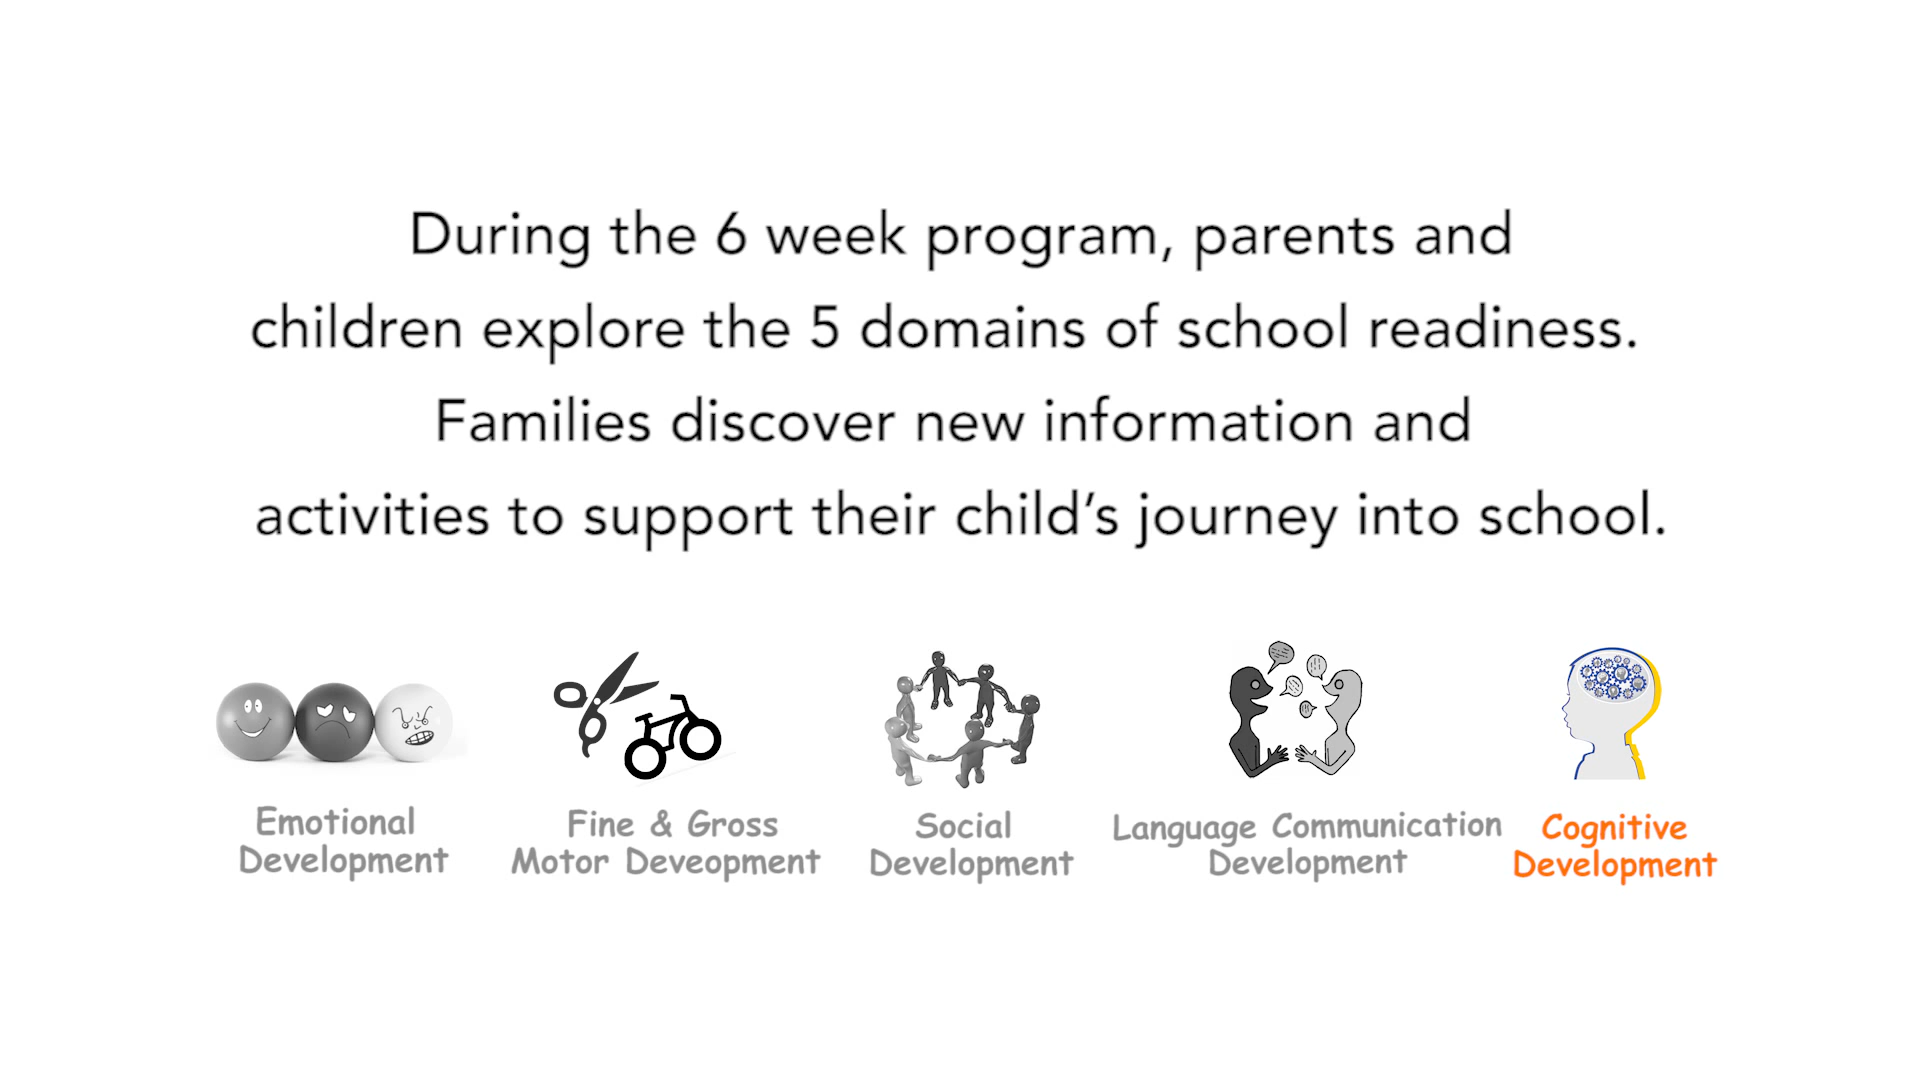 During the 6 week program, parents and
children explore the 5 domains of school readiness.
Families discover new information and
activities to support their child’s journey into school.
Emotional
Development
Fine & Gross
Motor Deveopment
Social
Development
Language Communication
Development
Cognitive
Development